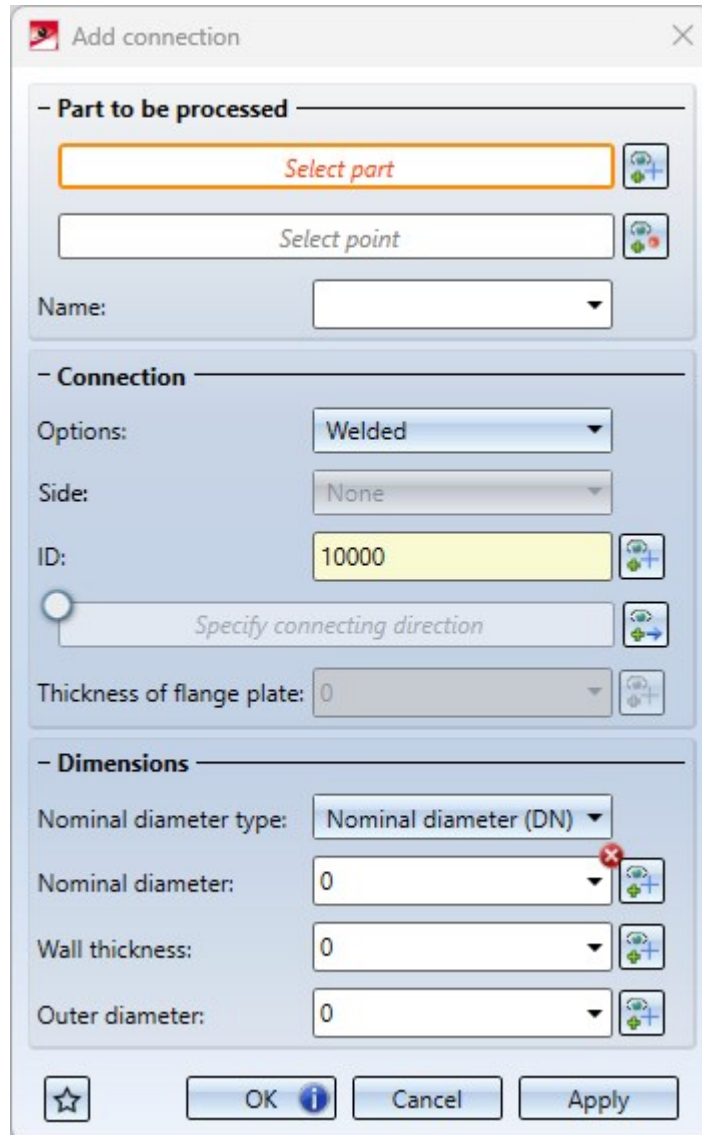 Add connection
– Part to be processed
Select part
Select point
Name:
– Connection
Options: Welded
Side: None
ID: 10000
Specify connecting direction
Thickness of flange plate: 0
– Dimensions
Nominal diameter type: Nominal diameter (DN)
Nominal diameter: 0
Wall thickness: 0
Outer diameter: 0
OK Cancel Apply